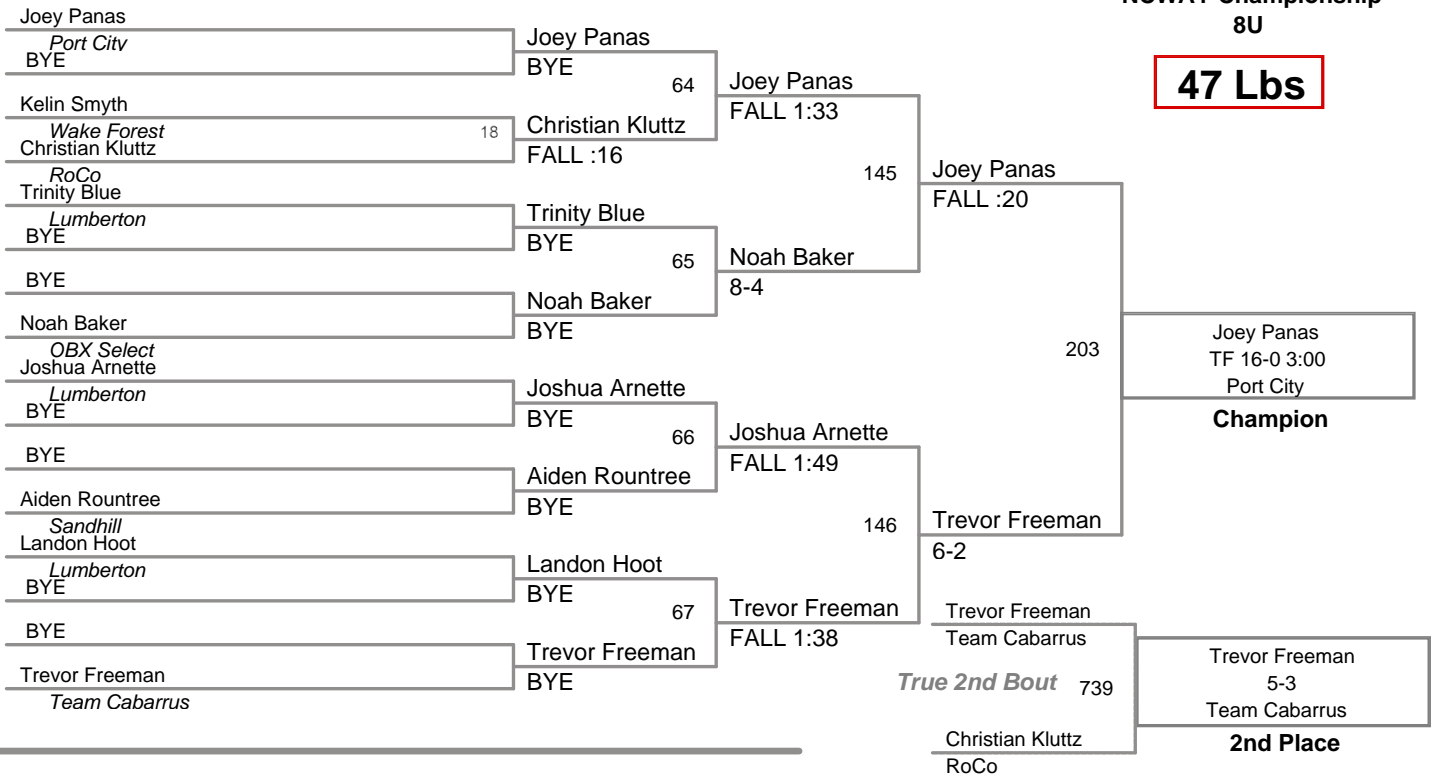 NCWAY Championship
8U
47 Lbs
Joey Panas
Port City
BYE
Kelin Smyth
Wake Forest
18
Christian Kluttz
RoCo
Trinity Blue
Lumberton
BYE
BYE
Noah Baker
OBX Select
Joshua Arnette
Lumberton
BYE
BYE
Aiden Rountree
Sandhill
Landon Hoot
Lumberton
BYE
BYE
Trevor Freeman
Team Cabarrus
Joey Panas
BYE
64
Christian Kluttz
FALL :16
Trinity Blue
BYE
65
Noah Baker
BYE
Joshua Arnette
BYE
66
Aiden Rountree
BYE
Landon Hoot
BYE
67
Trevor Freeman
BYE
Joey Panas
FALL 1:33
145
Noah Baker
8-4
Joshua Arnette
FALL 1:49
146
Trevor Freeman
FALL 1:38
Joey Panas
FALL :20
203
Trevor Freeman
6-2
Joey Panas
TF 16-0 3:00
Port City
Champion
Trevor Freeman
Team Cabarrus
True 2nd Bout 739
Christian Kluttz
RoCo
Trevor Freeman
5-3
Team Cabarrus
2nd Place